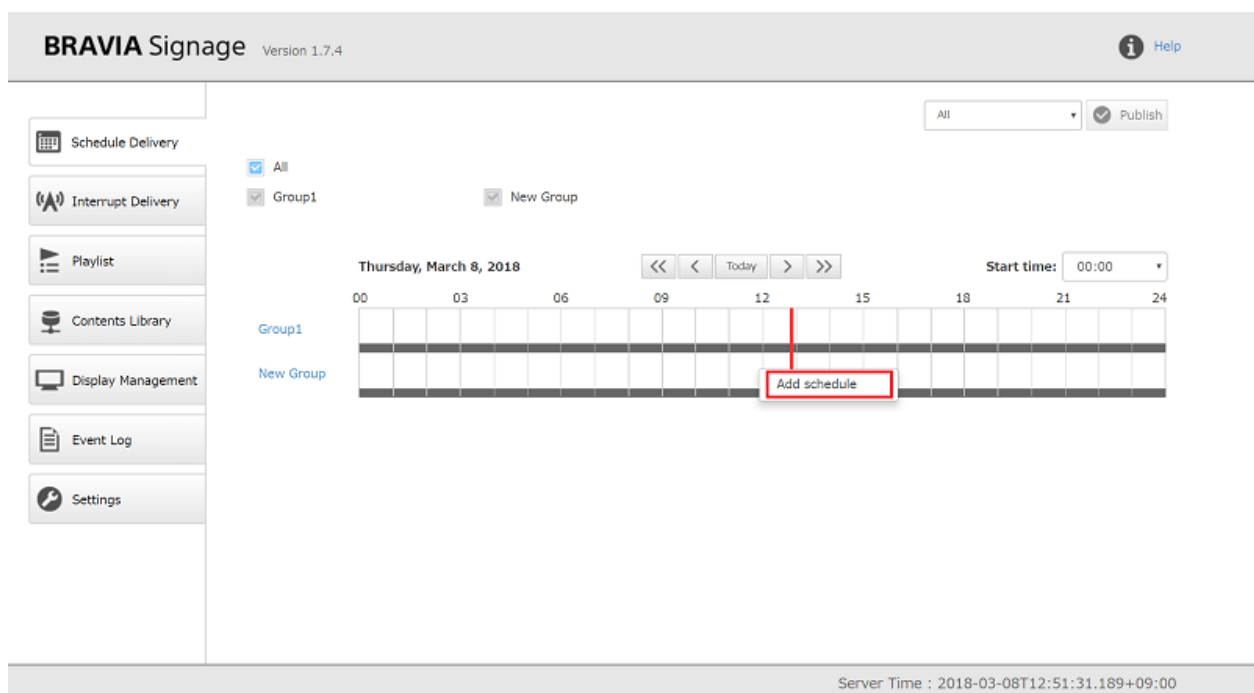 BRAVIA Signage Version 1.7.4
Help
All
Publish
Schedule Delivery
Interrupt Delivery
Playlist
Contents Library
Display Management
Event Log
Settings
All
Group1 New Group
Thursday, March 8, 2018
Today
Start time: 00:00
00 03 06 09 12 15 18 21 24
Group1
New Group
Add schedule
Server Time : 2018-03-08T12:51:31.189+09:00